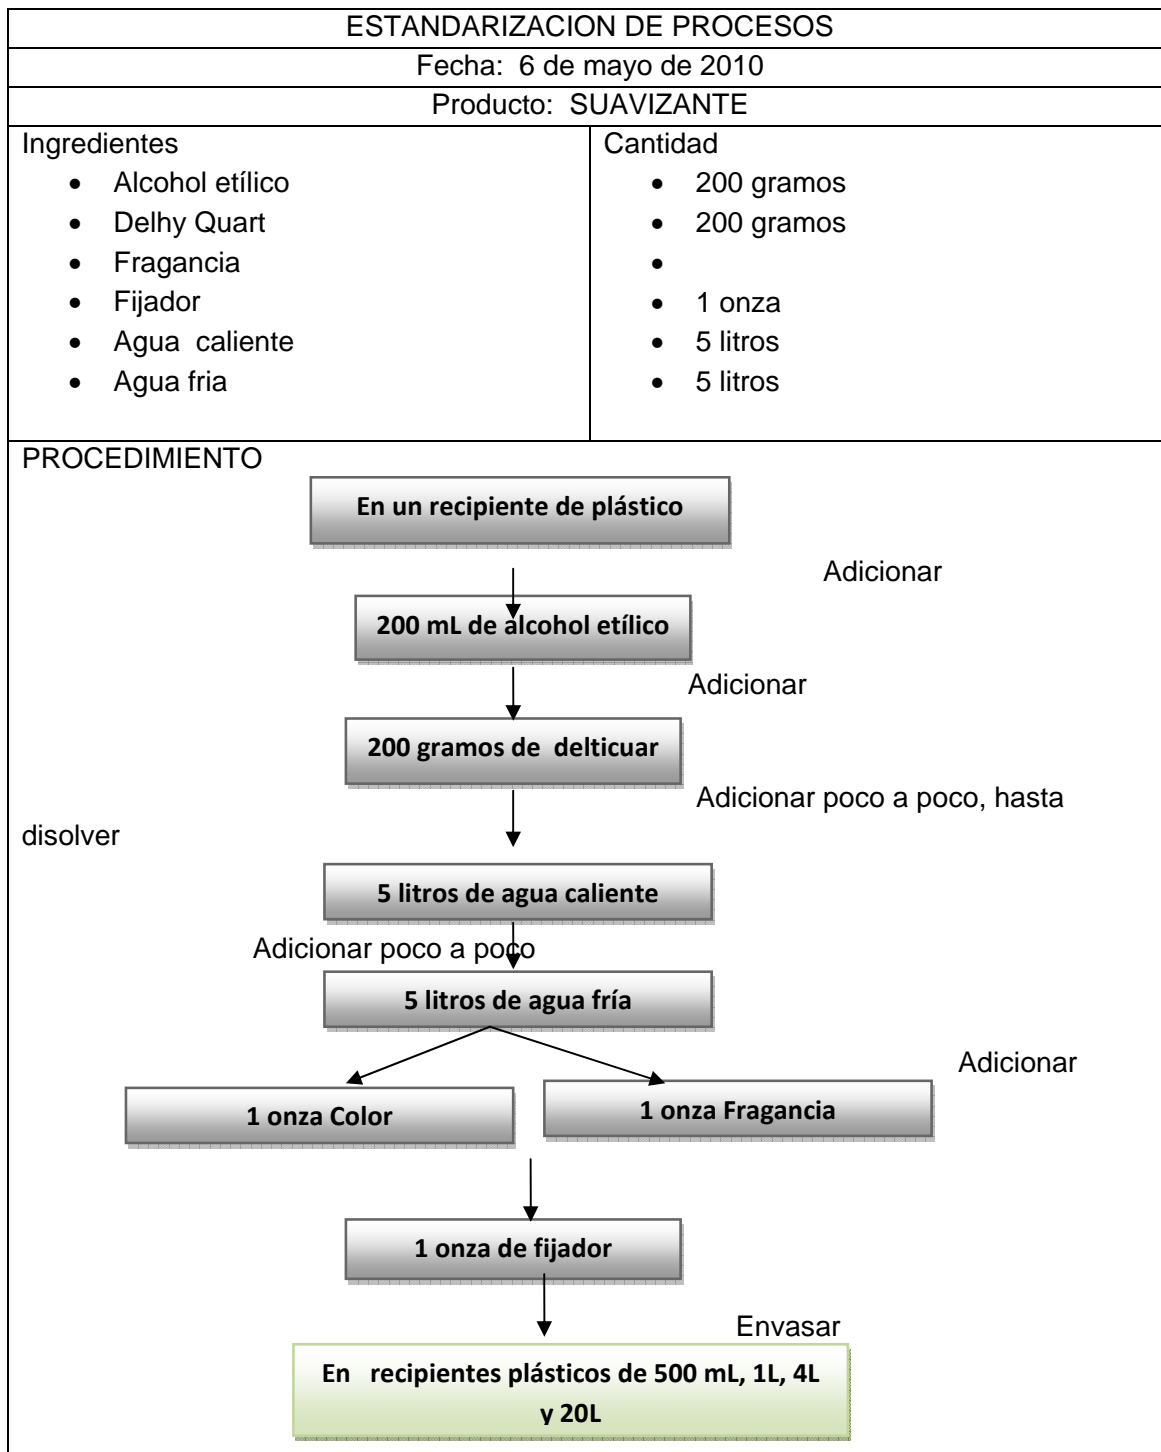 ESTANDARIZACION DE PROCESOS
Fecha: 6 de mayo de 2010
Producto: SUAVIZANTE
Ingredientes
• Alcohol etílico
• Delhy Quart
• Fragancia
• Fijador
• Agua caliente
• Agua fria
Cantidad
• 200 gramos
• 200 gramos
•
• 1 onza
• 5 litros
• 5 litros
PROCEDIMIENTO
En un recipiente de plástico
Adicionar
200 mL de alcohol etílico
Adicionar
200 gramos de delticuar
Adicionar poco a poco, hasta
disolver
5 litros de agua caliente
Adicionar poco a poco
5 litros de agua fría
Adicionar
1 onza Color
1 onza Fragancia
1 onza de fijador
Envasar
En recipientes plásticos de 500 mL, 1L, 4L
y 20L